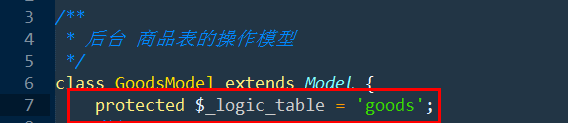 3 /**
4 * 后台 商品表的操作模型
5 */
6 class GoodsModel extends Model {
7 protected $_logic_table = 'goods';